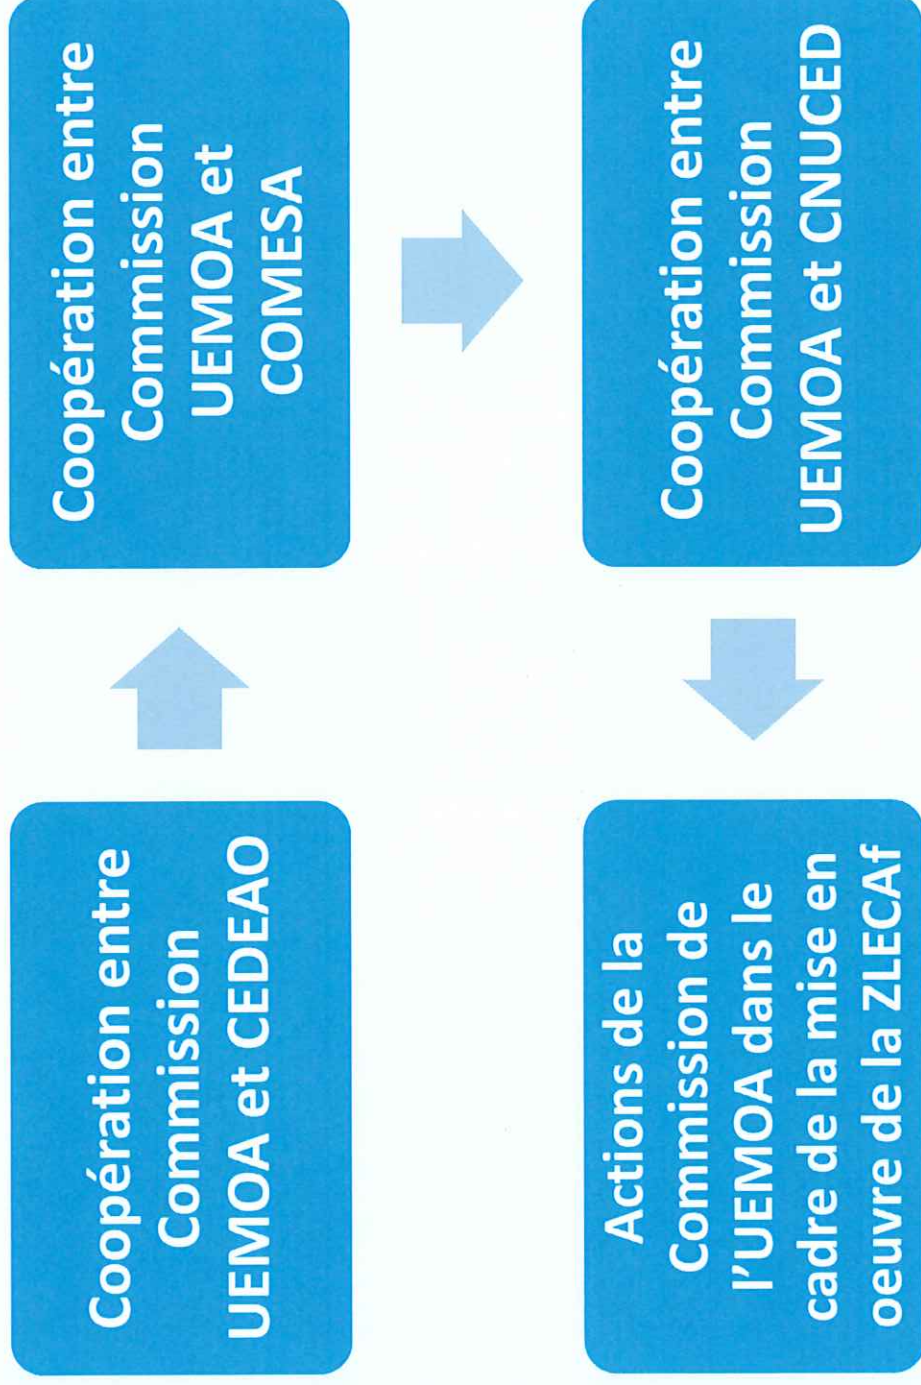 Coopération entre
Commission
UEMOA et CEDEAO
Coopération entre
Commission
UEMOA et
COMESA
Coopération entre
Commission
UEMOA et CNUCED
Actions de la
Commission de
l'UEMOA dans le
cadre de la mise en
oeuvre de la ZLECAf